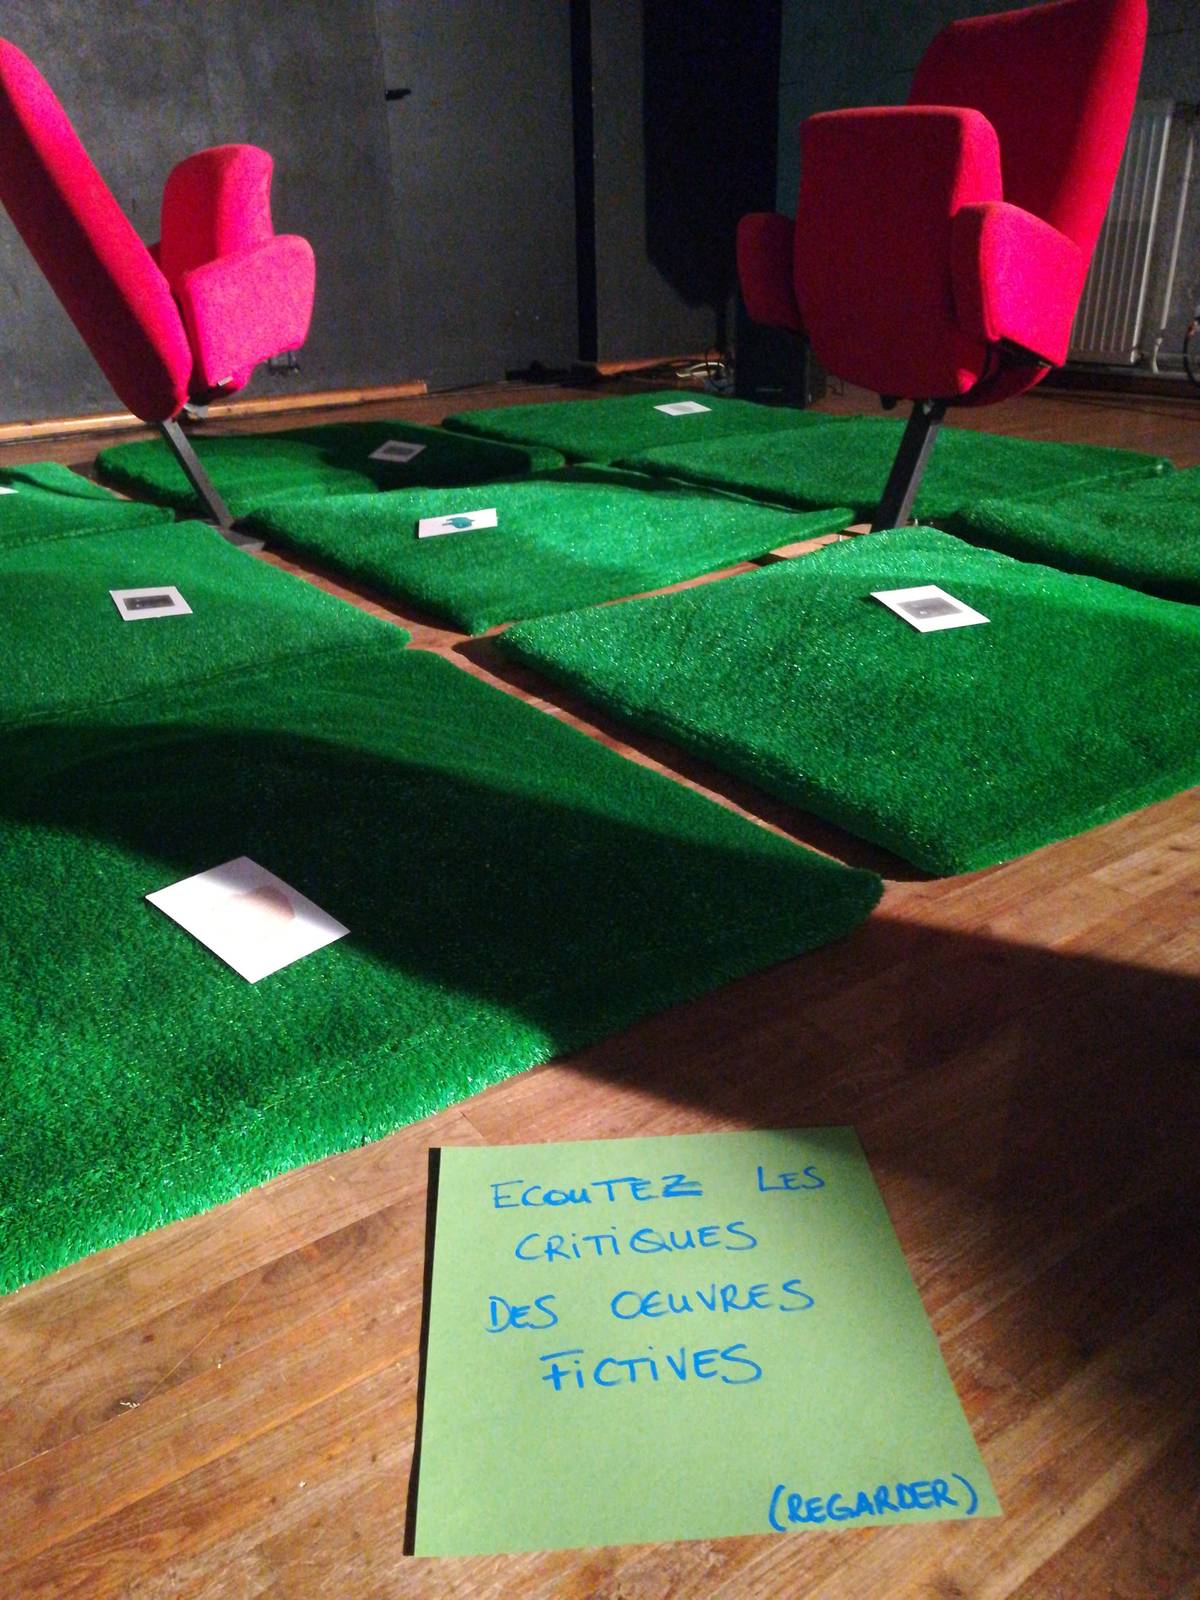 ECOUTEZ LES
CRITIQUES
DES OEUVRES
FICTIVES
(REGARDER)